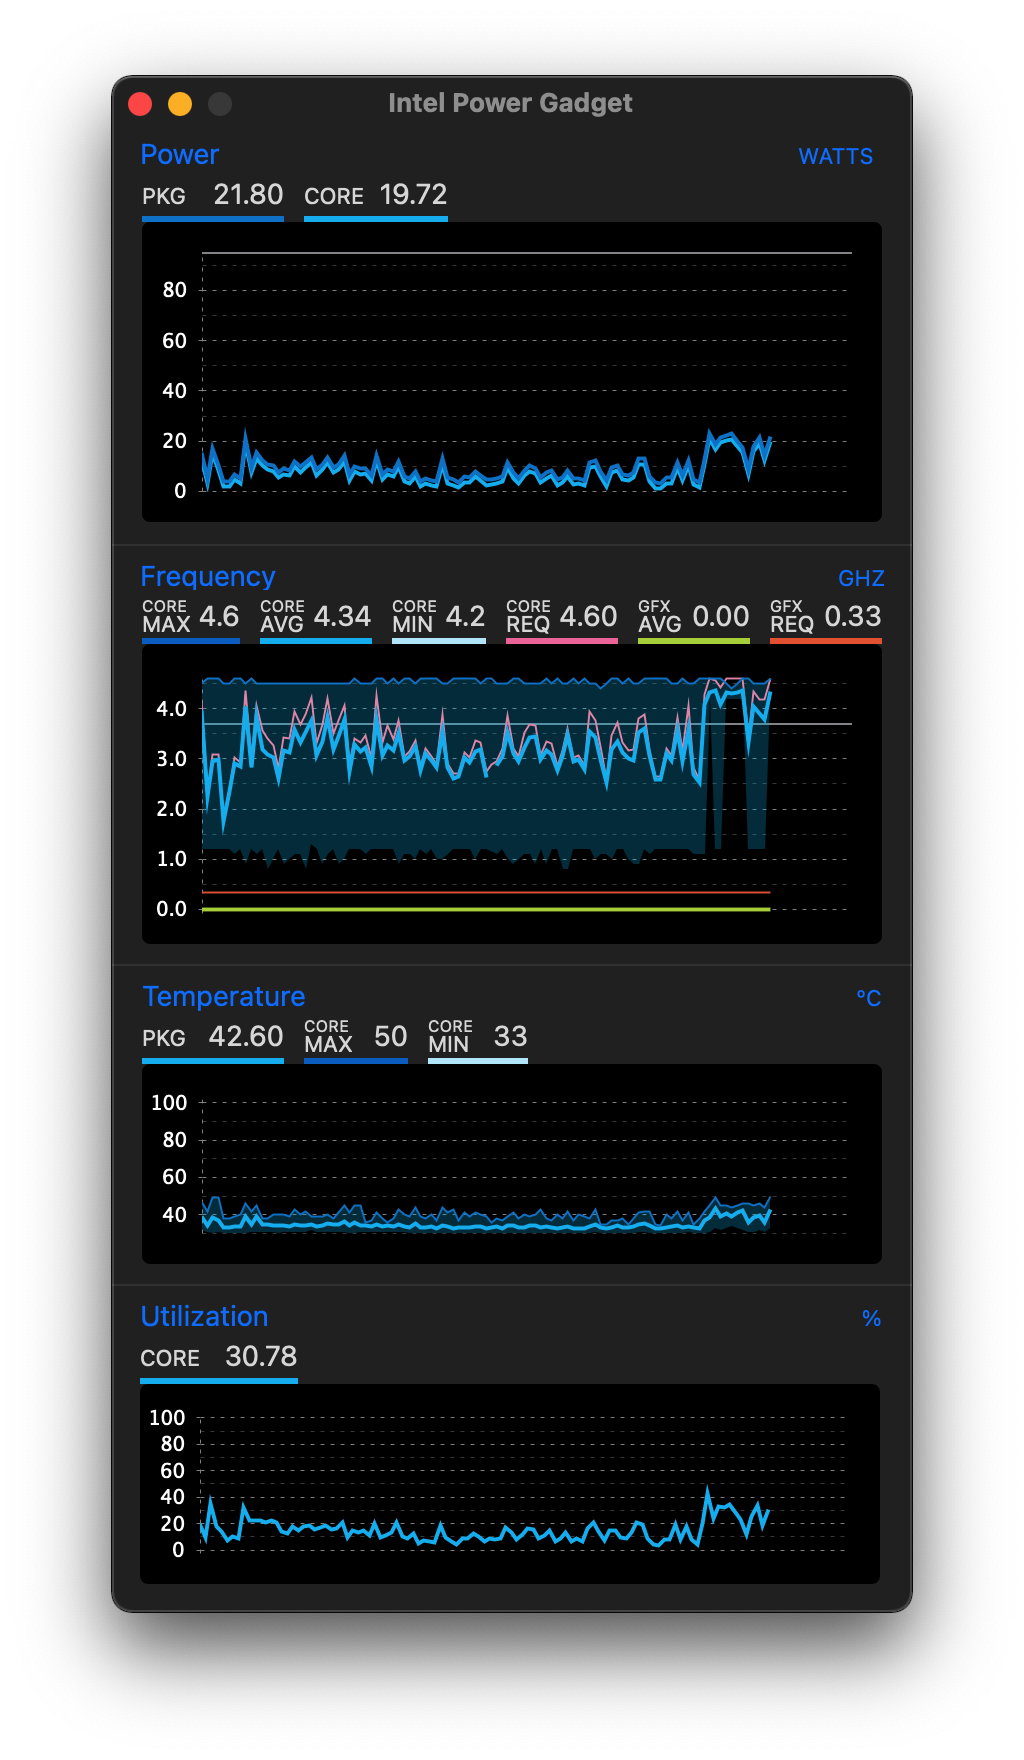 Intel Power Gadget
Power WATTS
PKG 21.80 CORE 19.72
80
60
40
20
0
Frequency GHZ
CORE MAX 4.6 CORE AVG 4.34 CORE MIN 4.2 CORE REQ 4.60 GFX AVG 0.00 GFX REQ 0.33
4.0
3.0
2.0
1.0
0.0
Temperature °C
PKG 42.60 CORE MAX 50 CORE MIN 33
100
80
60
40
Utilization %
CORE 30.78
100
80
60
40
20
0